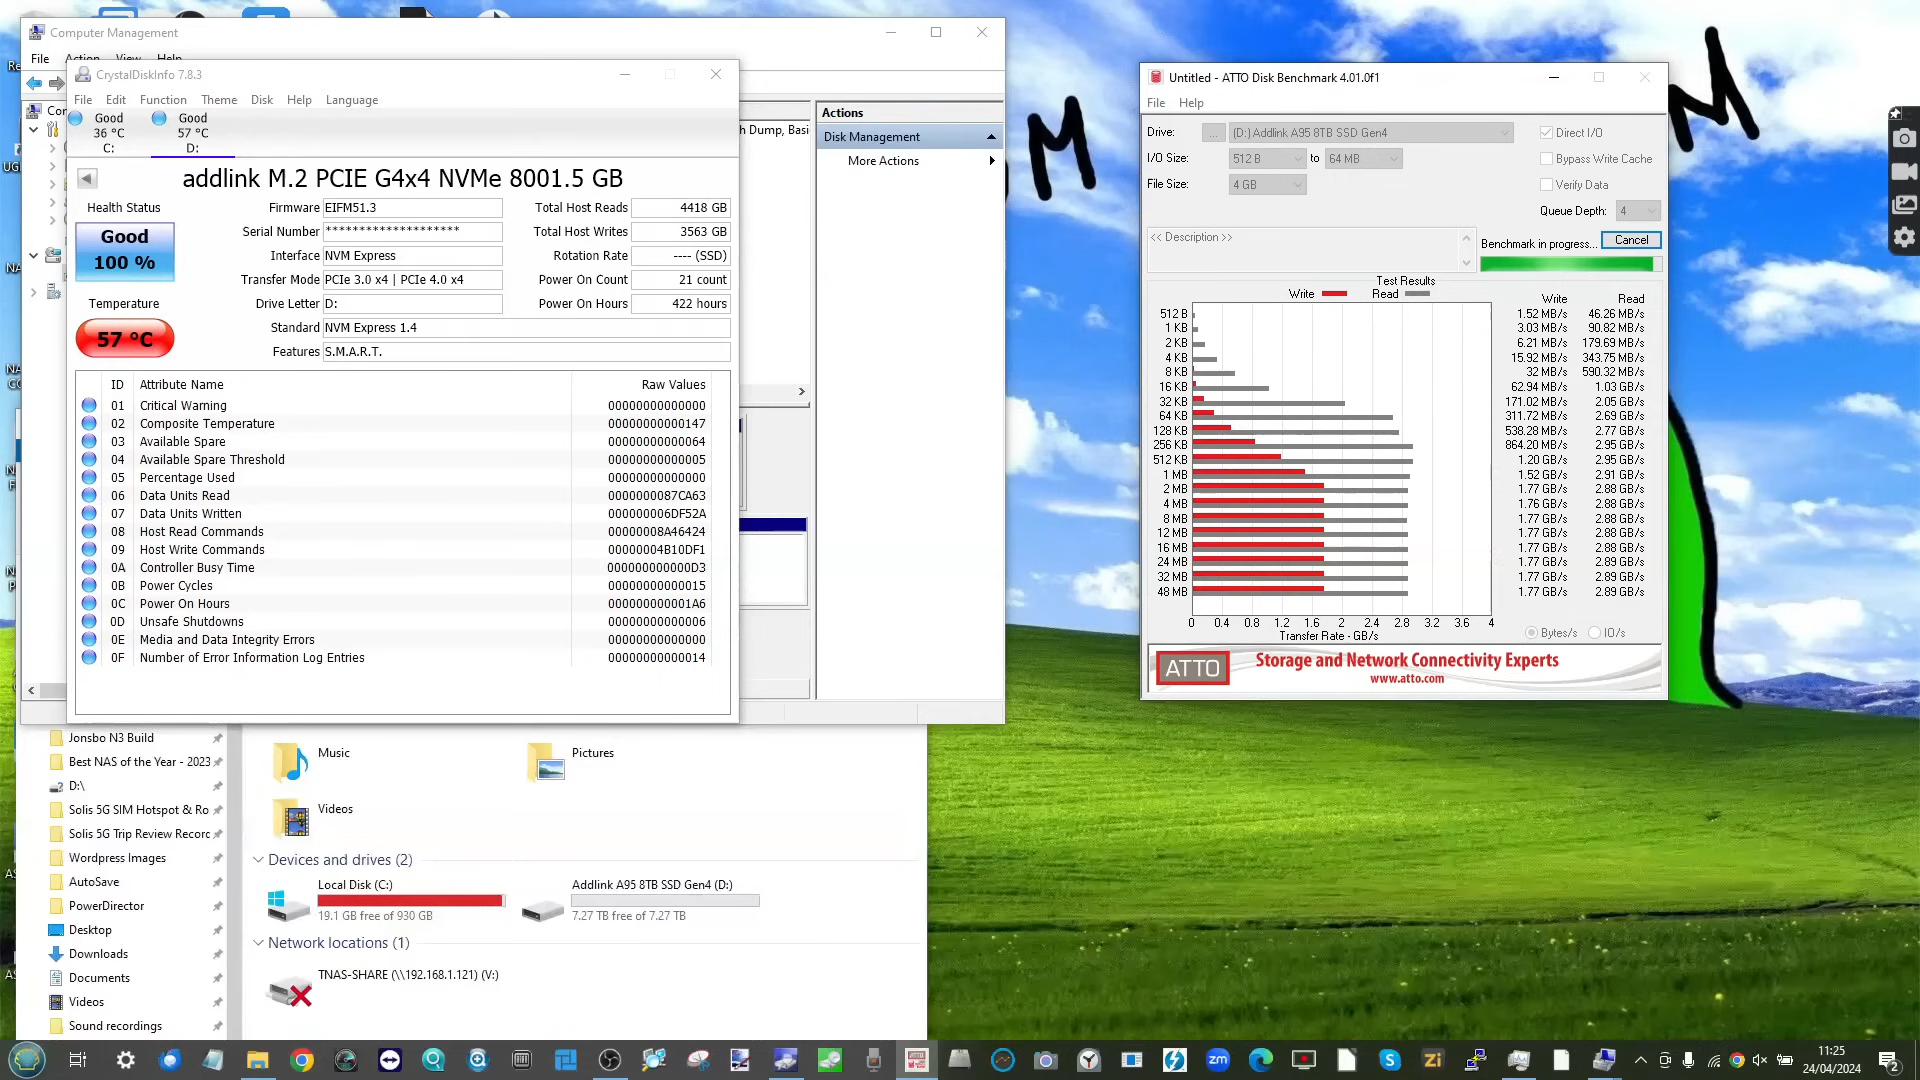 Computer Management
File Action View Help
CrystalDiskInfo 7.8.3
File Edit Function Theme Disk Help Language
Good
36 °C
C:
Good
57 °C
D:
addlink M.2 PCIE G4x4 NVMe 8001.5 GB
Health Status
Good
100 %
Temperature
57 °C
Firmware EIFM51.3
Serial Number ********************
Interface NVM Express
Transfer Mode PCIe 3.0 x4 | PCIe 4.0 x4
Drive Letter D:
Standard NVM Express 1.4
Features S.M.A.R.T.
Total Host Reads 4418 GB
Total Host Writes 3563 GB
Rotation Rate ---- (SSD)
Power On Count 21 count
Power On Hours 422 hours
ID Attribute Name Raw Values
01 Critical Warning 00000000000000
02 Composite Temperature 00000000000147
03 Available Spare 00000000000064
04 Available Spare Threshold 00000000000005
05 Percentage Used 00000000000000
06 Data Units Read 0000000087CA63
07 Data Units Written 000000006DF52A
08 Host Read Commands 00000008A46424
09 Host Write Commands 00000004B10DF1
0A Controller Busy Time 000000000000D3
0B Power Cycles 00000000000015
0C Power On Hours 000000000001A6
0D Unsafe Shutdowns 00000000000006
0E Media and Data Integrity Errors 00000000000000
0F Number of Error Information Log Entries 00000000000014
h Dump, Basi
Actions
Disk Management
More Actions
Untitled - ATTO Disk Benchmark 4.01.0f1
File Help
Drive: ... (D:) Addlink A95 8TB SSD Gen4
I/O Size: 512 B to 64 MB
File Size: 4 GB
Direct I/O
Bypass Write Cache
Verify Data
Queue Depth: 4
<< Description >>
Benchmark in progress... Cancel
Test Results
Write Read
Write Read
512 B 1.52 MB/s 46.26 MB/s
1 KB 3.03 MB/s 90.82 MB/s
2 KB 6.21 MB/s 179.69 MB/s
4 KB 15.92 MB/s 343.75 MB/s
8 KB 32 MB/s 590.32 MB/s
16 KB 62.94 MB/s 1.03 GB/s
32 KB 171.02 MB/s 2.05 GB/s
64 KB 311.72 MB/s 2.69 GB/s
128 KB 538.28 MB/s 2.77 GB/s
256 KB 864.20 MB/s 2.95 GB/s
512 KB 1.20 GB/s 2.95 GB/s
1 MB 1.52 GB/s 2.91 GB/s
2 MB 1.77 GB/s 2.88 GB/s
4 MB 1.76 GB/s 2.88 GB/s
8 MB 1.77 GB/s 2.88 GB/s
12 MB 1.77 GB/s 2.88 GB/s
16 MB 1.77 GB/s 2.88 GB/s
24 MB 1.77 GB/s 2.89 GB/s
32 MB 1.77 GB/s 2.89 GB/s
48 MB 1.77 GB/s 2.89 GB/s
0 0.4 0.8 1.2 1.6 2 2.4 2.8 3.2 3.6 4
Transfer Rate - GB/s
Bytes/s IO/s
ATTO
Storage and Network Connectivity Experts
www.atto.com
Jonsbo N3 Build
Best NAS of the Year - 2023
D:\
Solis 5G SIM Hotspot & Ro
Solis 5G Trip Review Recorc
Wordpress Images
AutoSave
PowerDirector
Desktop
Downloads
Documents
Videos
Sound recordings
Music
Pictures
Videos
Devices and drives (2)
Local Disk (C:)
19.1 GB free of 930 GB
Addlink A95 8TB SSD Gen4 (D:)
7.27 TB free of 7.27 TB
Network locations (1)
TNAS-SHARE (\\192.168.1.121) (V:)
zm
Zi
11:25
24/04/2024
2